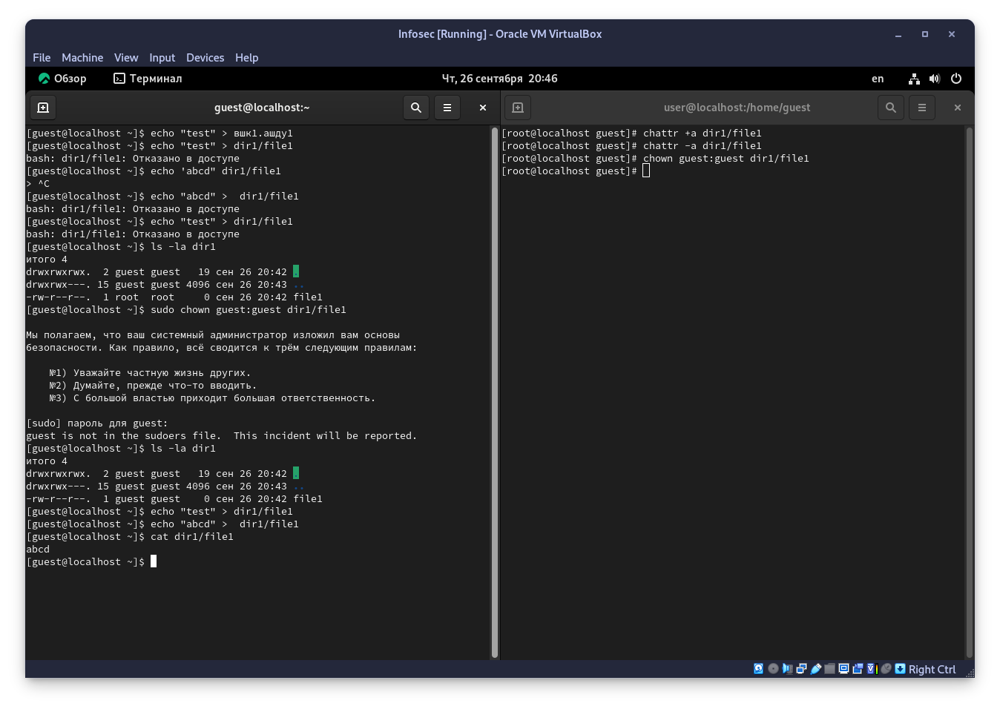 Infosec [Running] - Oracle VM VirtualBox
File Machine View Input Devices Help
Обзор Терминал Чт, 26 сентября 20:46 en
guest@localhost:~
[guest@localhost ~]$ echo "test" > вшк1.ашду1
[guest@localhost ~]$ echo "test" > dir1/file1
bash: dir1/file1: Отказано в доступе
[guest@localhost ~]$ echo 'abcd" dir1/file1
> ^C
[guest@localhost ~]$ echo "abcd" >  dir1/file1
bash: dir1/file1: Отказано в доступе
[guest@localhost ~]$ echo "test" > dir1/file1
bash: dir1/file1: Отказано в доступе
[guest@localhost ~]$ ls -la dir1
итого 4
drwxrwxrwx.  2 guest guest   19 сен 26 20:42 .
drwxrwx---. 15 guest guest 4096 сен 26 20:43 ..
-rw-r--r--.  1 root  root     0 сен 26 20:42 file1
[guest@localhost ~]$ sudo chown guest:guest dir1/file1
Мы полагаем, что ваш системный администратор изложил вам основы
безопасности. Как правило, всё сводится к трём следующим правилам:
№1) Уважайте частную жизнь других.
№2) Думайте, прежде что-то вводить.
№3) С большой властью приходит большая ответственность.
[sudo] пароль для guest:
guest is not in the sudoers file.  This incident will be reported.
[guest@localhost ~]$ ls -la dir1
итого 4
drwxrwxrwx.  2 guest guest   19 сен 26 20:42 .
drwxrwx---. 15 guest guest 4096 сен 26 20:43 ..
-rw-r--r--.  1 guest guest    0 сен 26 20:42 file1
[guest@localhost ~]$ echo "test" > dir1/file1
[guest@localhost ~]$ echo "abcd" >  dir1/file1
[guest@localhost ~]$ cat dir1/file1
abcd
[guest@localhost ~]$
user@localhost:/home/guest
[root@localhost guest]# chattr +a dir1/file1
[root@localhost guest]# chattr -a dir1/file1
[root@localhost guest]# chown guest:guest dir1/file1
[root@localhost guest]#
Right Ctrl